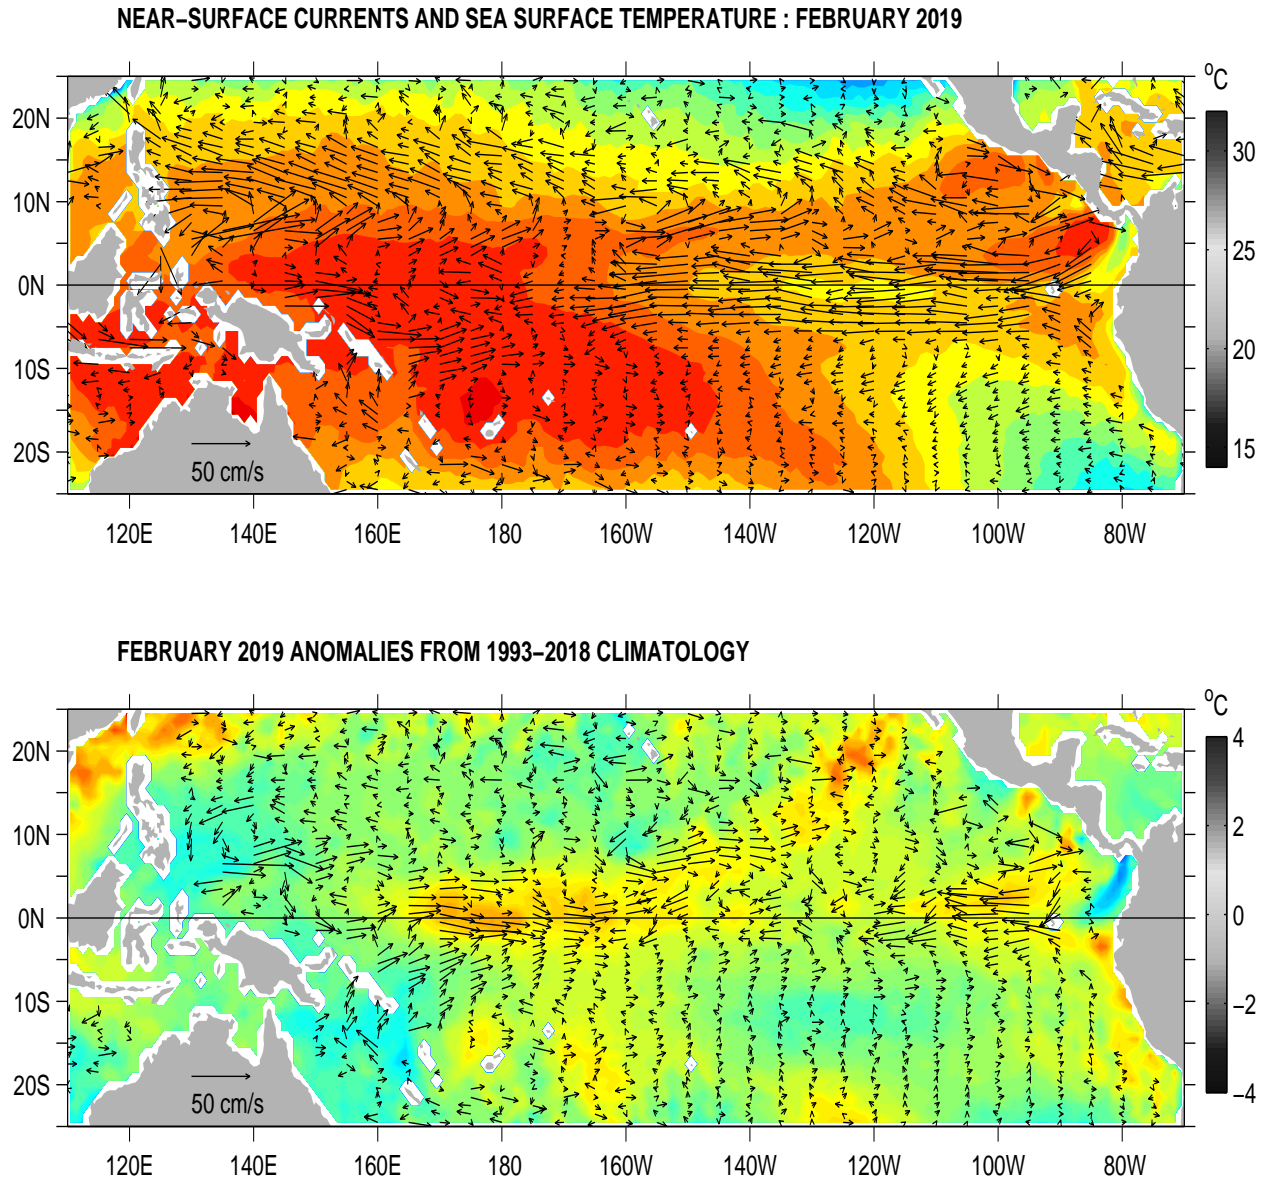 NEAR−SURFACE CURRENTS AND SEA SURFACE TEMPERATURE : FEBRUARY 2019
oC
20N
10N
0N
10S
20S
30
25
20
15
50 cm/s
120E 140E 160E 180 160W 140W 120W 100W 80W
FEBRUARY 2019 ANOMALIES FROM 1993−2018 CLIMATOLOGY
oC
20N
10N
0N
10S
20S
4
2
0
−2
−4
50 cm/s
120E 140E 160E 180 160W 140W 120W 100W 80W